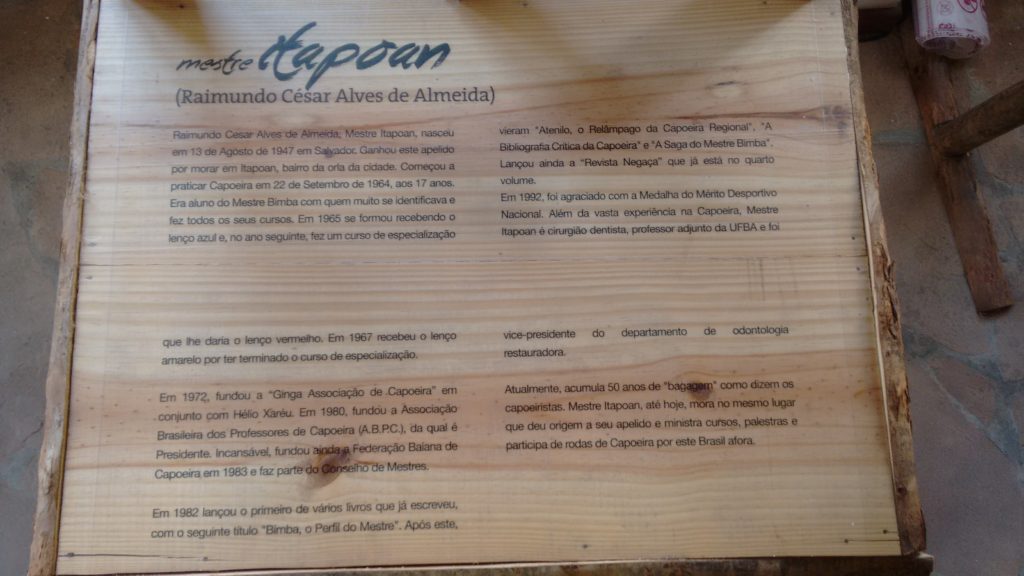 mestre itapoan
(Raimundo César Alves de Almeida)
Raimundo Cesar Alves de Almeida, Mestre Itapoan, nasceu
em 13 de Agosto de 1947 em Salvador. Ganhou este apelido
por morar em Itapoan, bairro da orla da cidade. Começou a
praticar Capoeira em 22 de Setembro de 1964, aos 17 anos.
Era aluno do Mestre Bimba com quem muito se identificava e
fez todos os seus cursos. Em 1965 se formou recebendo o
lenço azul e, no ano seguinte, fez um curso de especialização
que lhe daria o lenço vermelho. Em 1967 recebeu o lenço
amarelo por ter terminado o curso de especialização.
Em 1972, fundou a "Ginga Associação de Capoeira" em
conjunto com Hélio Xaréu. Em 1980, fundou a Associação
Brasileira dos Professores de Capoeira (A.B.P.C.), da qual é
Presidente. Incansável, fundou ainda a Federação Baiana de
Capoeira em 1983 e faz parte do Conselho de Mestres.
Em 1982 lançou o primeiro de vários livros que já escreveu,
com o seguinte título "Bimba, o Perfil do Mestre". Após este,
vieram "Atenilo, o Relâmpago da Capoeira Regional", "A
Bibliografia Critica da Capoeira" e "A Saga do Mestre Bimba".
Lançou ainda a "Revista Negaça" que já está no quarto
volume.
Em 1992, foi agraciado com a Medalha do Mérito Desportivo
Nacional. Além da vasta experiência na Capoeira, Mestre
Itapoan é cirurgião dentista, professor adjunto da UFBA e foi
vice-presidente do departamento de odontologia
restauradora.
Atualmente, acumula 50 anos de "bagagem" como dizem os
capoeiristas. Mestre Itapoan, até hoje, mora no mesmo lugar
que deu origem a seu apelido e ministra cursos, palestras e
participa de rodas de Capoeira por este Brasil afora.